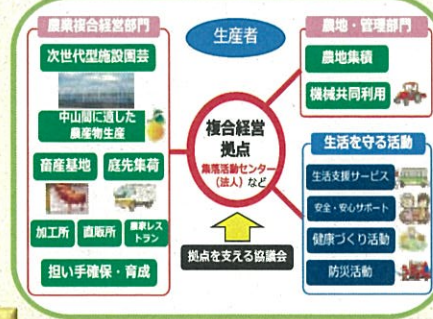 農業複合経営部門
次世代型施設園芸
中山間に適した
農産物生産
畜産基地
庭先集荷
加工所
直販所
農家レス
トラン
担い手確保・育成
生産者
複合経営
拠点
集落活動センター
(法人) など
拠点を支える協議会
農地・管理部門
農地集積
機械共同利用
生活を守る活動
生活支援サービス
安全・安心サポート
健康づくり活動
防災活動